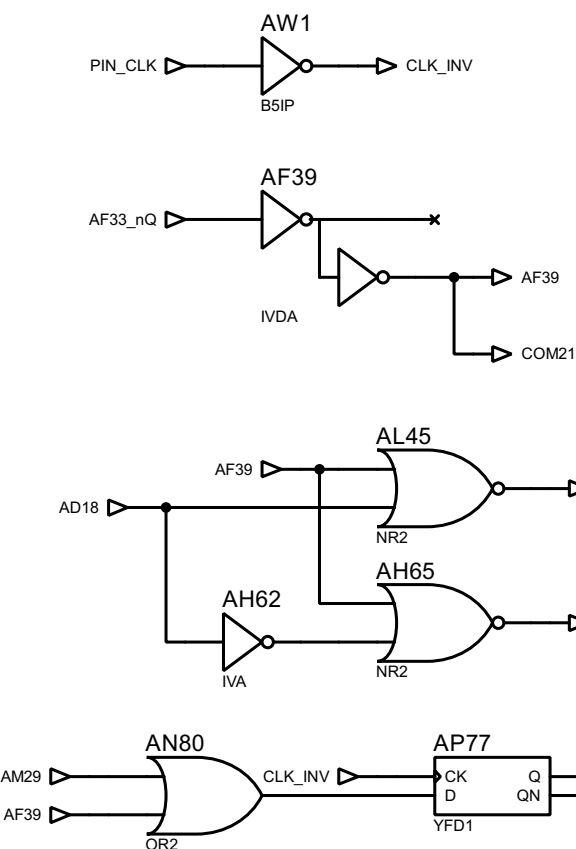 AW1
PIN_CLK
CLK_INV
B5IP
AF39
AF33_nQ
AF39
IVDA
COM21
AL45
AF39
AD18
NR2
AH65
AH62
NR2
IVA
AN80
AP77
AM29
CLK_INV
CK
Q
D
QN
AF39
YFD1
OR2